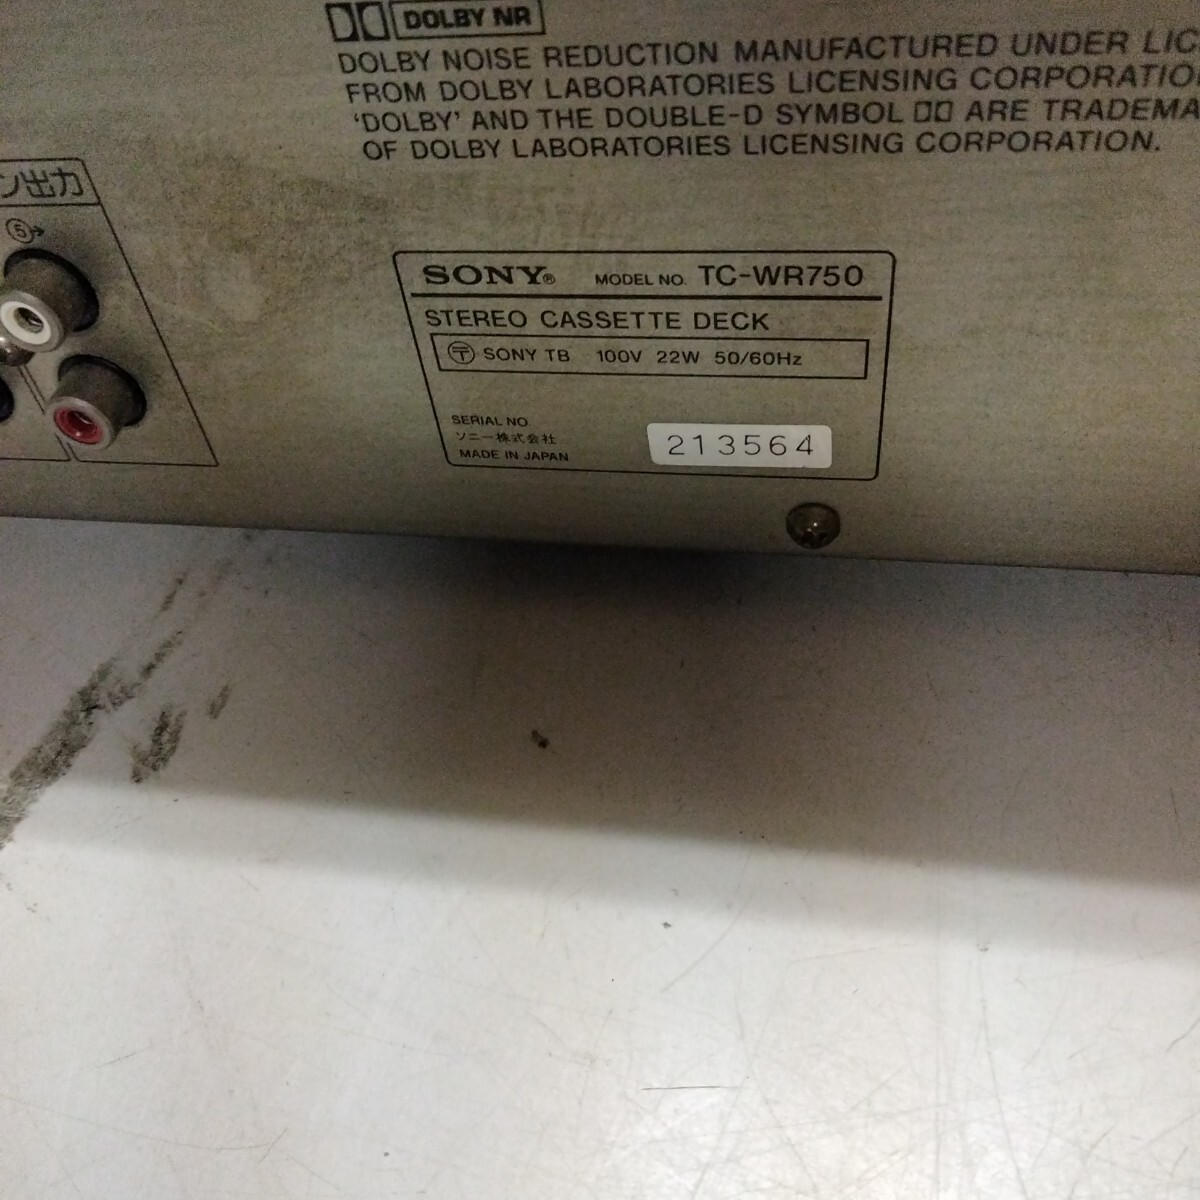 DOLBY NR
DOLBY NOISE REDUCTION MANUFACTURED UNDER LIC
FROM DOLBY LABORATORIES LICENSING CORPORATIO
'DOLBY' AND THE DOUBLE-D SYMBOL ARE TRADEMA
OF DOLBY LABORATORIES LICENSING CORPORATION.
ン出力
⑤→
SONY® MODEL NO. TC-WR750
STEREO CASSETTE DECK
〶 SONY TB 100V 22W 50/60Hz
SERIAL NO.
ソニー株式会社
MADE IN JAPAN
213564